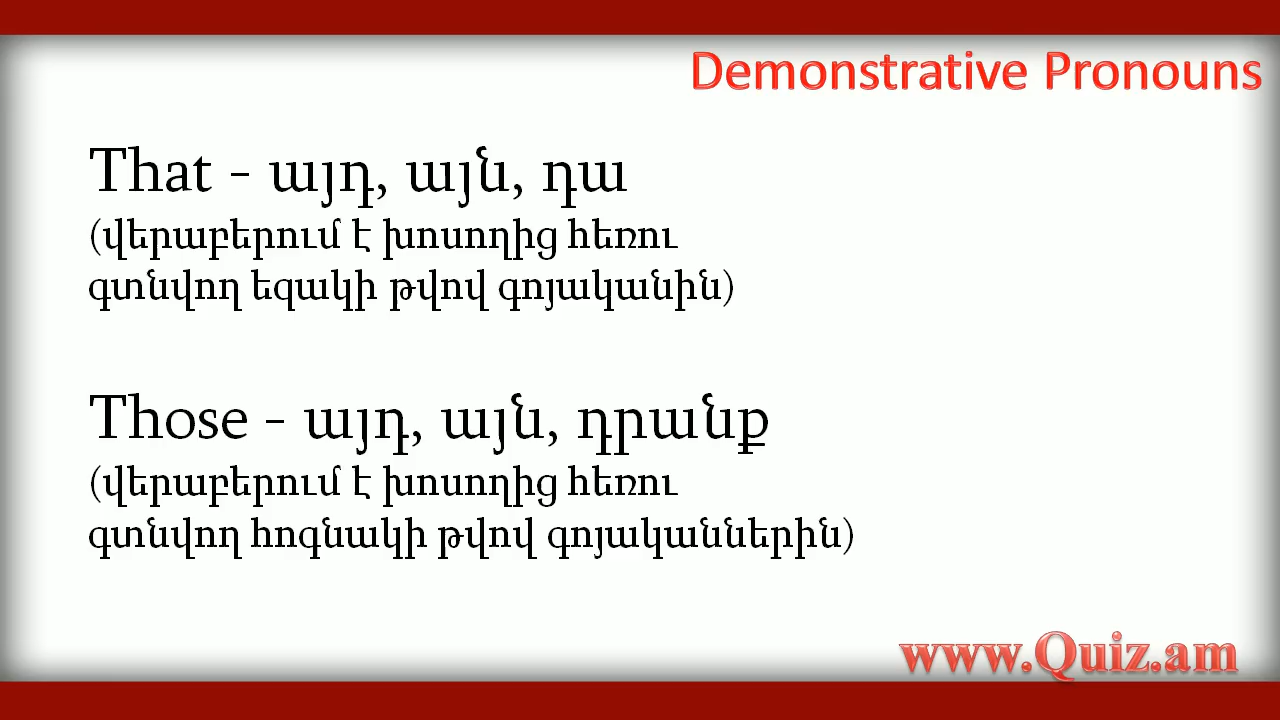 Demonstrative Pronouns
That - այդ, այն, դա
(վերաբերում է խոսողից հեռու
գտնվող եզակի թվով գոյականին)
Those - այդ, այն, դրանք
(վերաբերում է խոսողից հեռու
գտնվող հոգնակի թվով գոյականներին)
www.Quiz.am